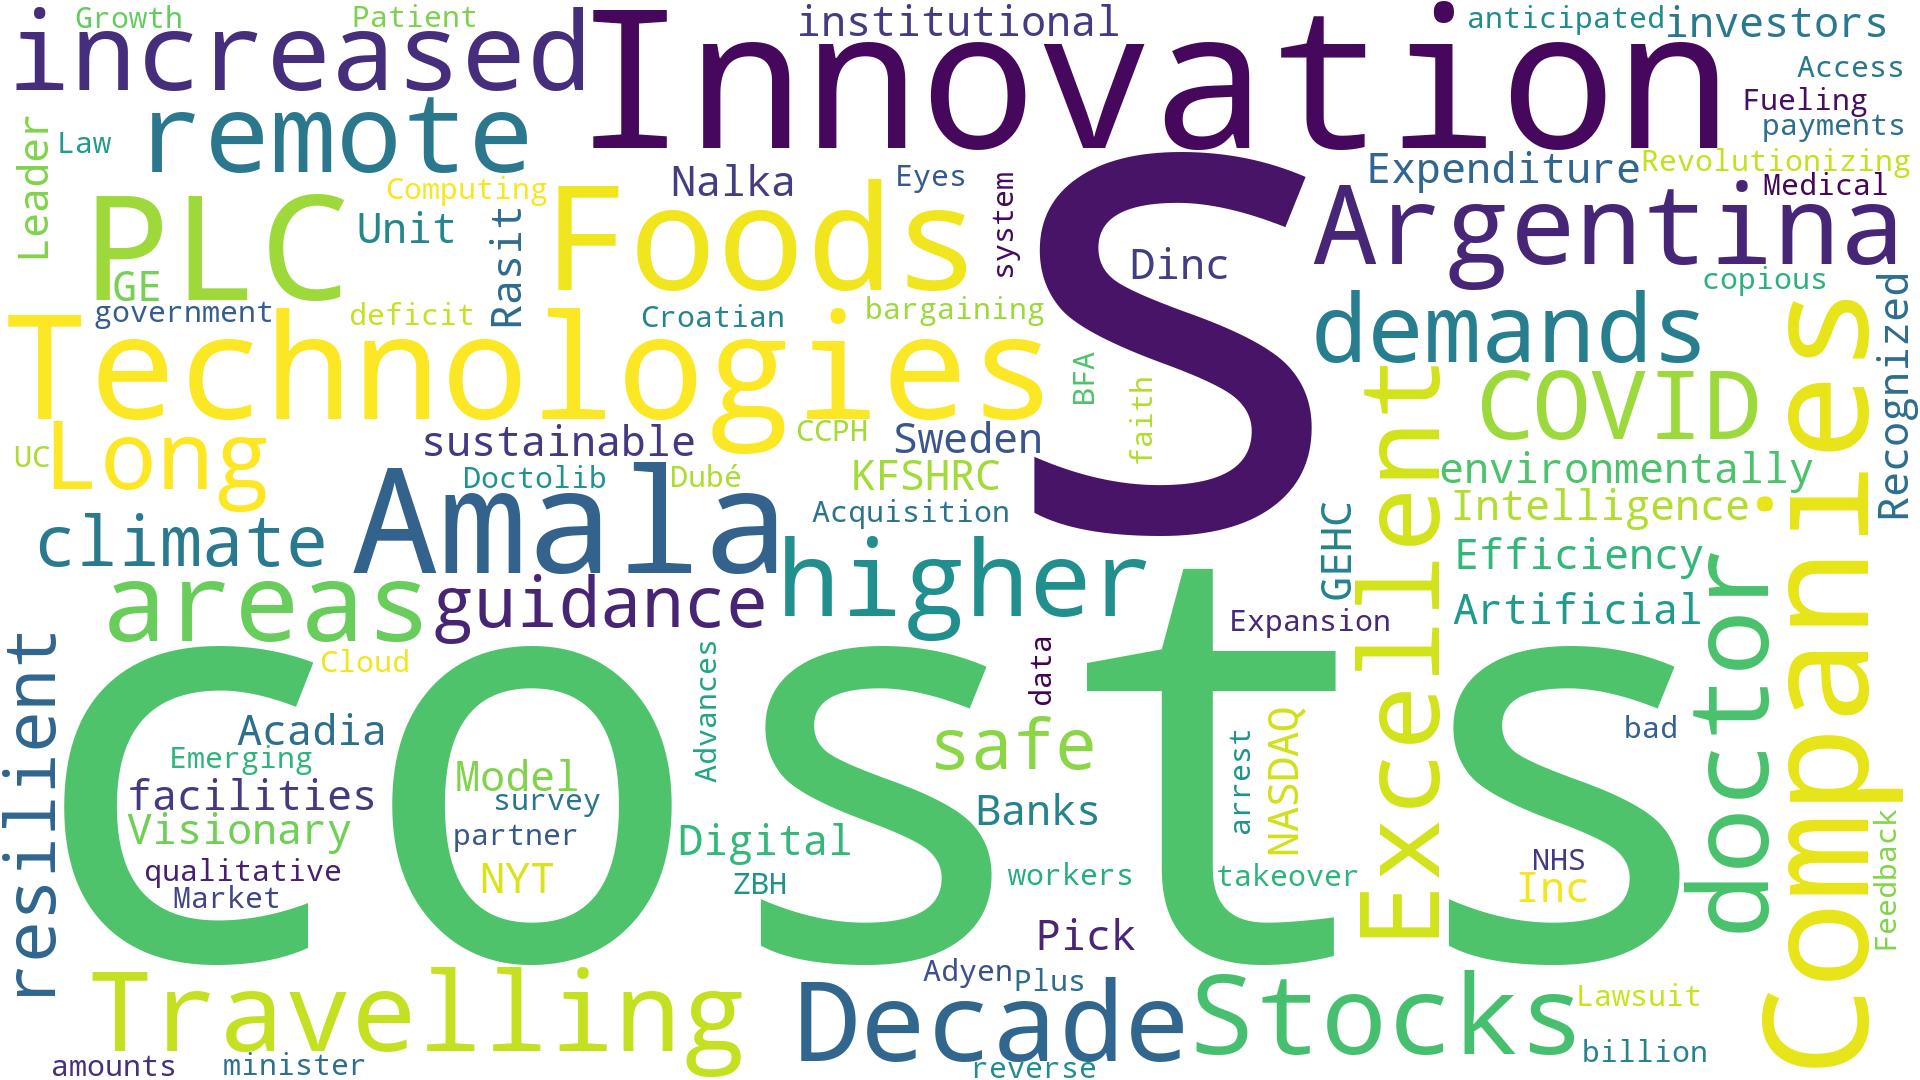 Growth
Patient
institutional
anticipated
investors
increased
Innovation
Access
Fueling
payments
Leader
Law
remote
Nalka
Eyes
system
Expenditure
Revolutionizing
Medical
Computing
PLC
Unit
Rasit
Foods
S
Dinc
Argentina
GE
copious
government
deficit
Croatian
bargaining
Technologies
demands
Recognized
BFA
faith
COVID
UC
Long
sustainable
CCPH
Sweden
environmentally
Doctolib
Dubé
KFSHRC
Intelligence
climate
Amala
Acquisition
GEHC
Excellent
Companies
Efficiency
areas
guidance
higher
Expansion
Artificial
doctor
resilient
Cloud
costs
Advances
data
Acadia
Emerging
Model
safe
arrest
NASDAQ
bad
facilities
survey
Banks
Visionary
partner
Digital
qualitative
NYT
ZBH
workers
takeover
NHS
Inc
Feedback
Market
Pick
Travelling
Adyen
Plus
Decade
Stocks
Lawsuit
amounts
minister
reverse
billion